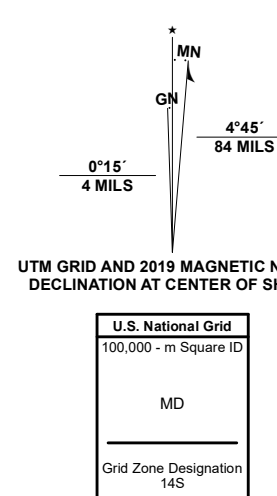 ★
MN
GN
4°45´
84 MILS
0°15´
4 MILS
UTM GRID AND 2019 MAGNETIC
DECLINATION AT CENTER OF
U.S. National Grid
100,000 - m Square ID
MD
Grid Zone Designation
14S